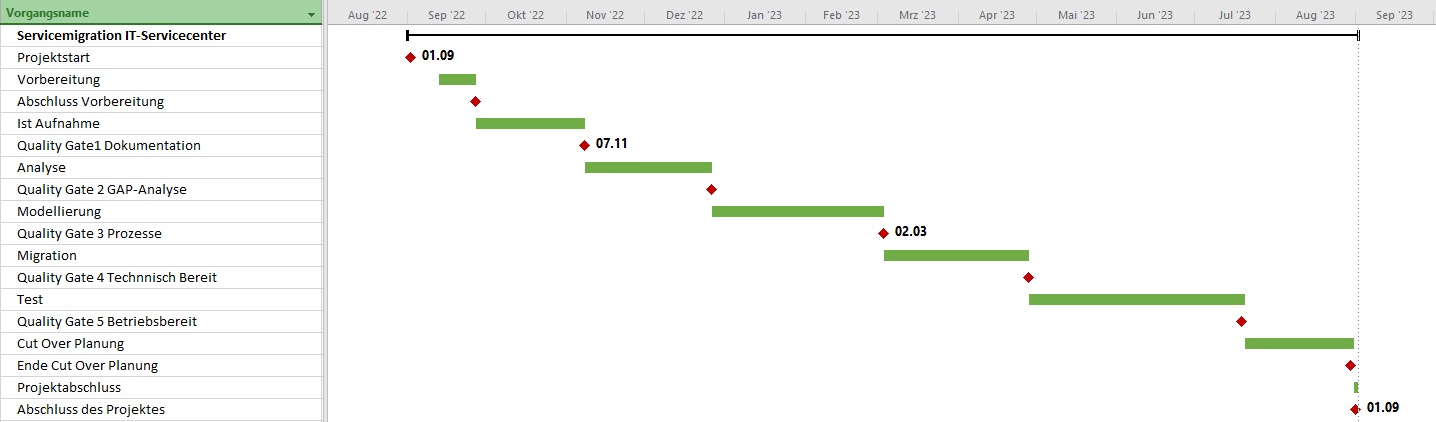 Vorgangsname
Aug '22 Sep '22 Okt '22 Nov '22 Dez '22 Jan '23 Feb '23 Mrz '23 Apr '23 Mai '23 Jun '23 Jul '23 Aug '23 Sep '23
Servicemigration IT-Servicecenter
Projektstart 01.09
Vorbereitung
Abschluss Vorbereitung
Ist Aufnahme
Quality Gate1 Dokumentation 07.11
Analyse
Quality Gate 2 GAP-Analyse
Modellierung
Quality Gate 3 Prozesse 02.03
Migration
Quality Gate 4 Technnisch Bereit
Test
Quality Gate 5 Betriebsbereit
Cut Over Planung
Ende Cut Over Planung
Projektabschluss
Abschluss des Projektes 01.09